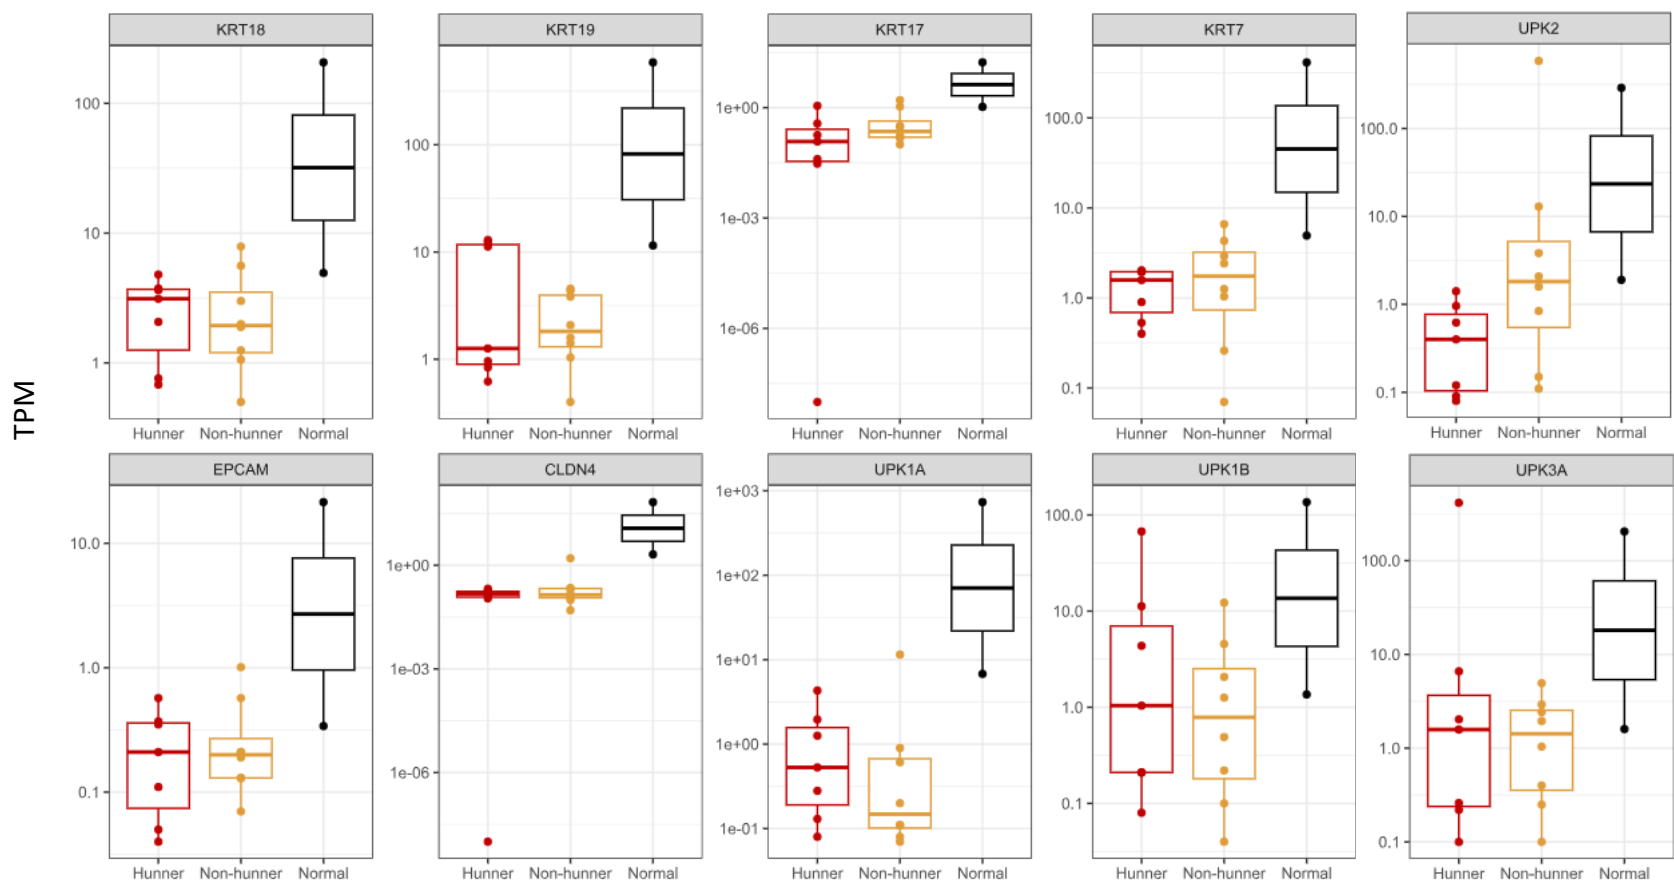 KRT18 KRT19 KRT17 KRT7 UPK2
100
10
1
100
10
1
1e+00
1e-03
1e-06
100.0
10.0
1.0
0.1
100.0
10.0
1.0
0.1
Hunner Non-hunner Normal Hunner Non-hunner Normal Hunner Non-hunner Normal Hunner Non-hunner Normal Hunner Non-hunner Normal
TPM
EPCAM CLDN4 UPK1A UPK1B UPK3A
10.0
1.0
0.1
1e+00
1e-03
1e-06
1e+03
1e+02
1e+01
1e+00
1e-01
100.0
10.0
1.0
0.1
100.0
10.0
1.0
0.1
Hunner Non-hunner Normal Hunner Non-hunner Normal Hunner Non-hunner Normal Hunner Non-hunner Normal Hunner Non-hunner Normal